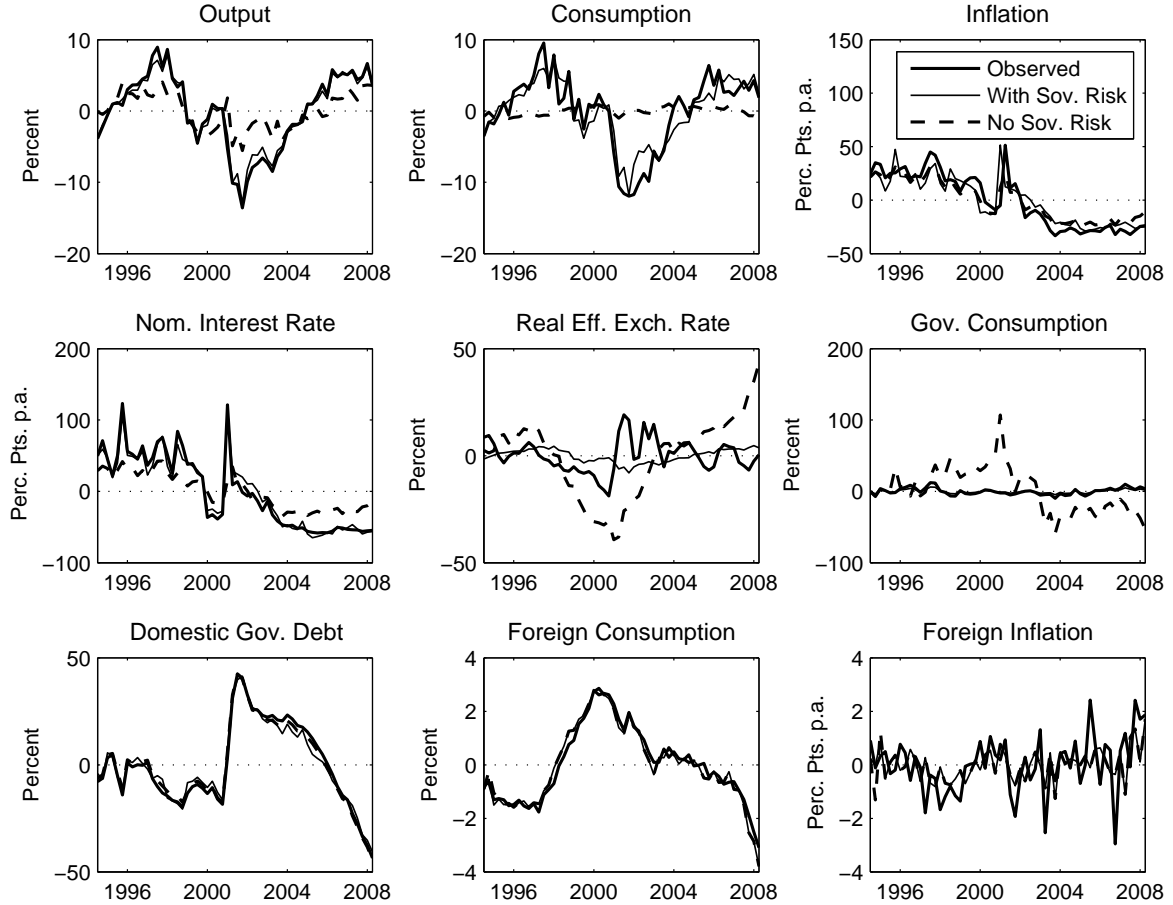 Output
Percent
10
0
−10
−20
1996 2000 2004 2008
Consumption
Percent
10
0
−10
−20
1996 2000 2004 2008
Inflation
Perc. Pts. p.a.
150
100
50
0
−50
1996 2000 2004 2008
Observed
With Sov. Risk
No Sov. Risk
Nom. Interest Rate
Perc. Pts. p.a.
200
100
0
−100
1996 2000 2004 2008
Real Eff. Exch. Rate
Percent
50
0
−50
1996 2000 2004 2008
Gov. Consumption
Percent
200
100
0
−100
1996 2000 2004 2008
Domestic Gov. Debt
Percent
50
0
−50
1996 2000 2004 2008
Foreign Consumption
Percent
4
2
0
−2
−4
1996 2000 2004 2008
Foreign Inflation
Perc. Pts. p.a.
4
2
0
−2
−4
1996 2000 2004 2008